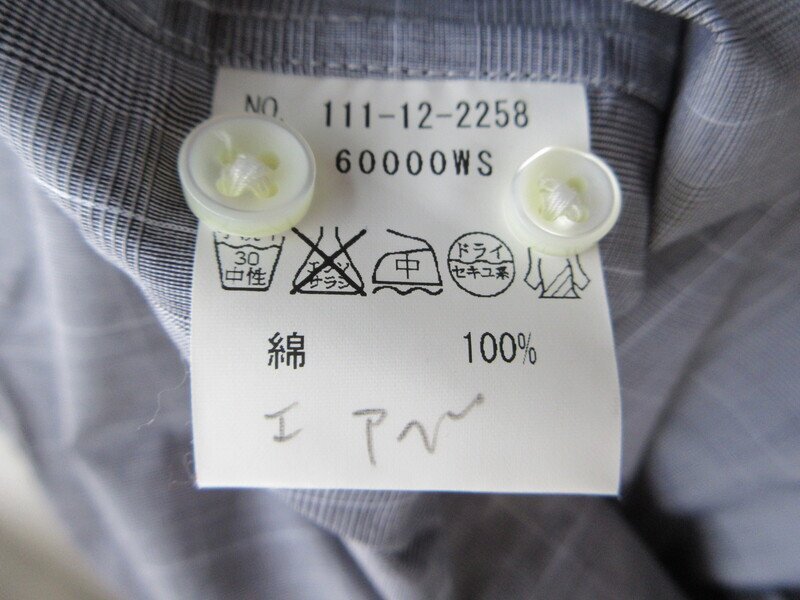 NO. 111-12-2258
60000WS
30 中性 エンソ サラシ 中 ドライ セキユ系
綿 100%
エ アベ